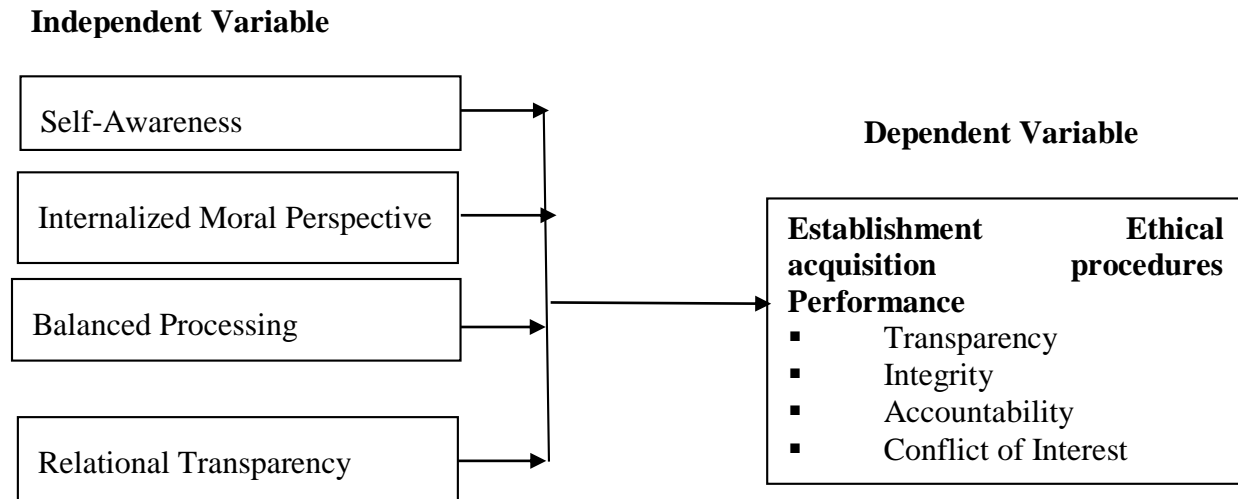 Independent Variable
Self-Awareness
Internalized Moral Perspective
Balanced Processing
Relational Transparency
Dependent Variable
Establishment Ethical
acquisition procedures
Performance
▪ Transparency
▪ Integrity
▪ Accountability
▪ Conflict of Interest